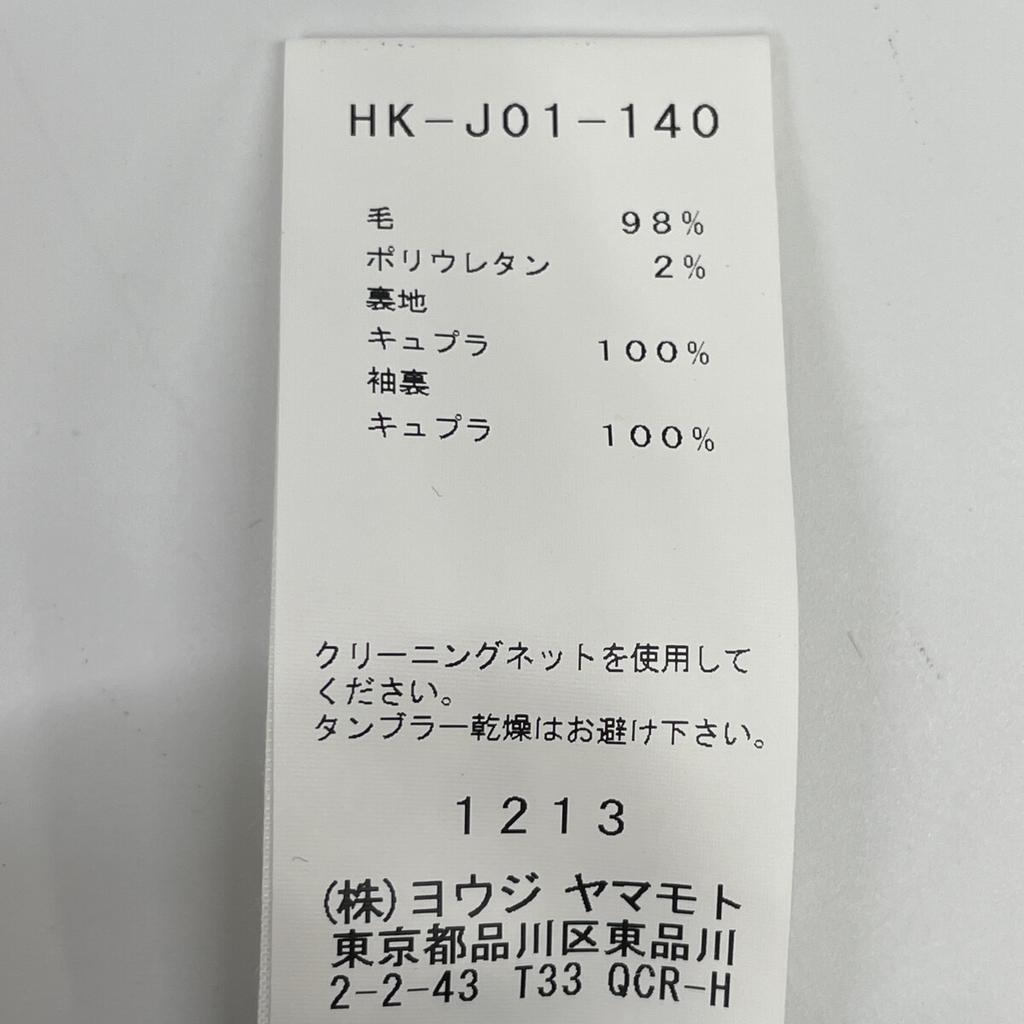 HK-J01-140
毛 98%
ポリウレタン 2%
裏地
キュプラ 100%
袖裏
キュプラ 100%
クリーニングネットを使用して
ください。
タンブラー乾燥はお避け下さい。
1213
(株)ヨウジ ヤマモト
東京都品川区東品川
2-2-43 T33 QCR-H